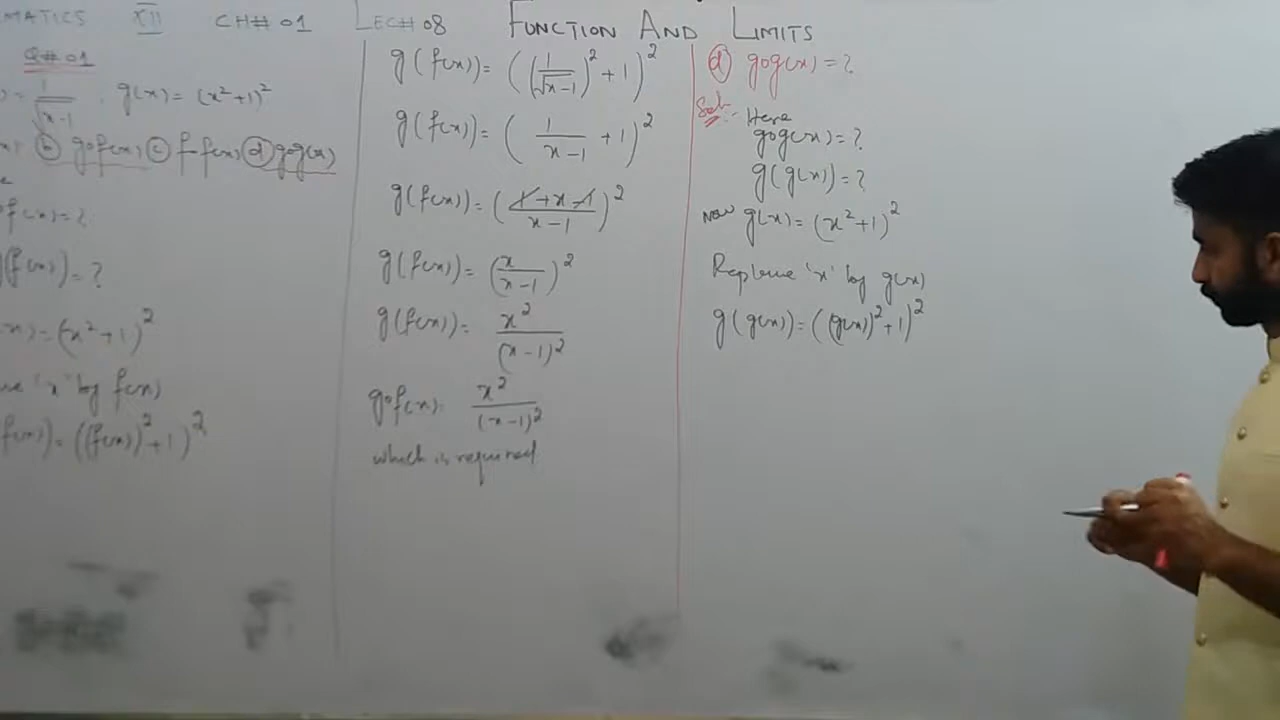 MATICS XII CH# 01 LEC# 08 FUNCTION AND LIMITS
Q#01
= 1/√x-1 , g(x) = (x²+1)²
(b) gof(x) (c) fof(x) (d) gog(x)
f(x) = ?
g(f(x)) = ?
(x) = (x²+1)²
'x' by f(x)
f(x)) = ((f(x))²+1)²
g(f(x)) = ((1/√x-1)²+1)²
g(f(x)) = (1/x-1 +1)²
g(f(x)) = (1+x-1/x-1)²
g(f(x)) = (x/x-1)²
g(f(x)) = x²/(x-1)²
gof(x) = x²/(x-1)²
which is required
(d) gog(x) = ?
Sol:- Here
gog(x) = ?
g(g(x)) = ?
Now g(x) = (x²+1)²
Replace 'x' by g(x)
g(g(x)) = ((g(x))²+1)²